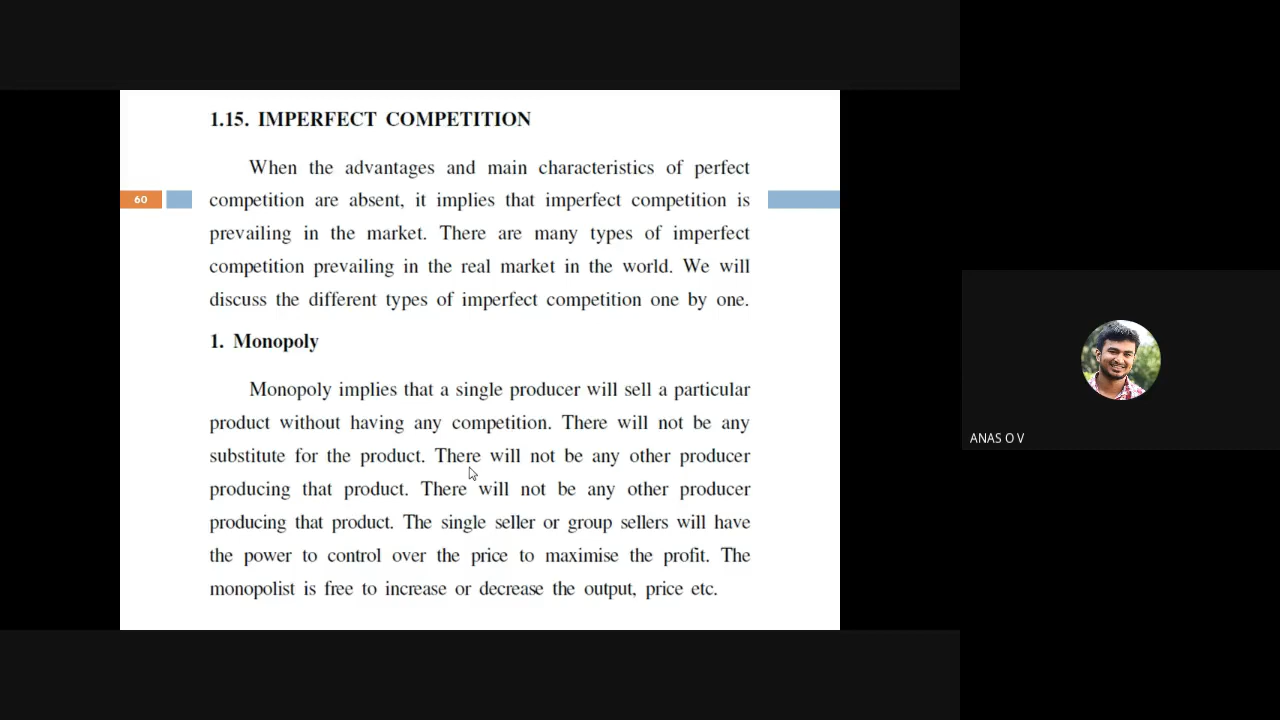 1.15. IMPERFECT COMPETITION
When the advantages and main characteristics of perfect
60
competition are absent, it implies that imperfect competition is
prevailing in the market. There are many types of imperfect
competition prevailing in the real market in the world. We will
discuss the different types of imperfect competition one by one.
1. Monopoly
Monopoly implies that a single producer will sell a particular
product without having any competition. There will not be any
substitute for the product. There will not be any other producer
producing that product. There will not be any other producer
producing that product. The single seller or group sellers will have
the power to control over the price to maximise the profit. The
monopolist is free to increase or decrease the output, price etc.
ANAS O V